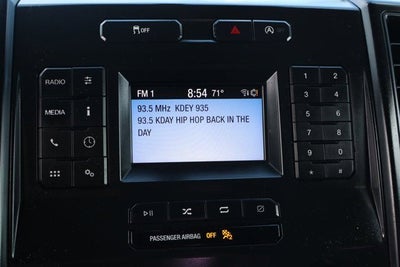 OFF
RADIO
MEDIA
FM 1 8:54 71°
93.5 MHz KDEY 935
93.5 KDAY HIP HOP BACK IN THE
DAY
1 2
3 4
5 6
7 8
9 0
* #
PASSENGER AIRBAG OFF